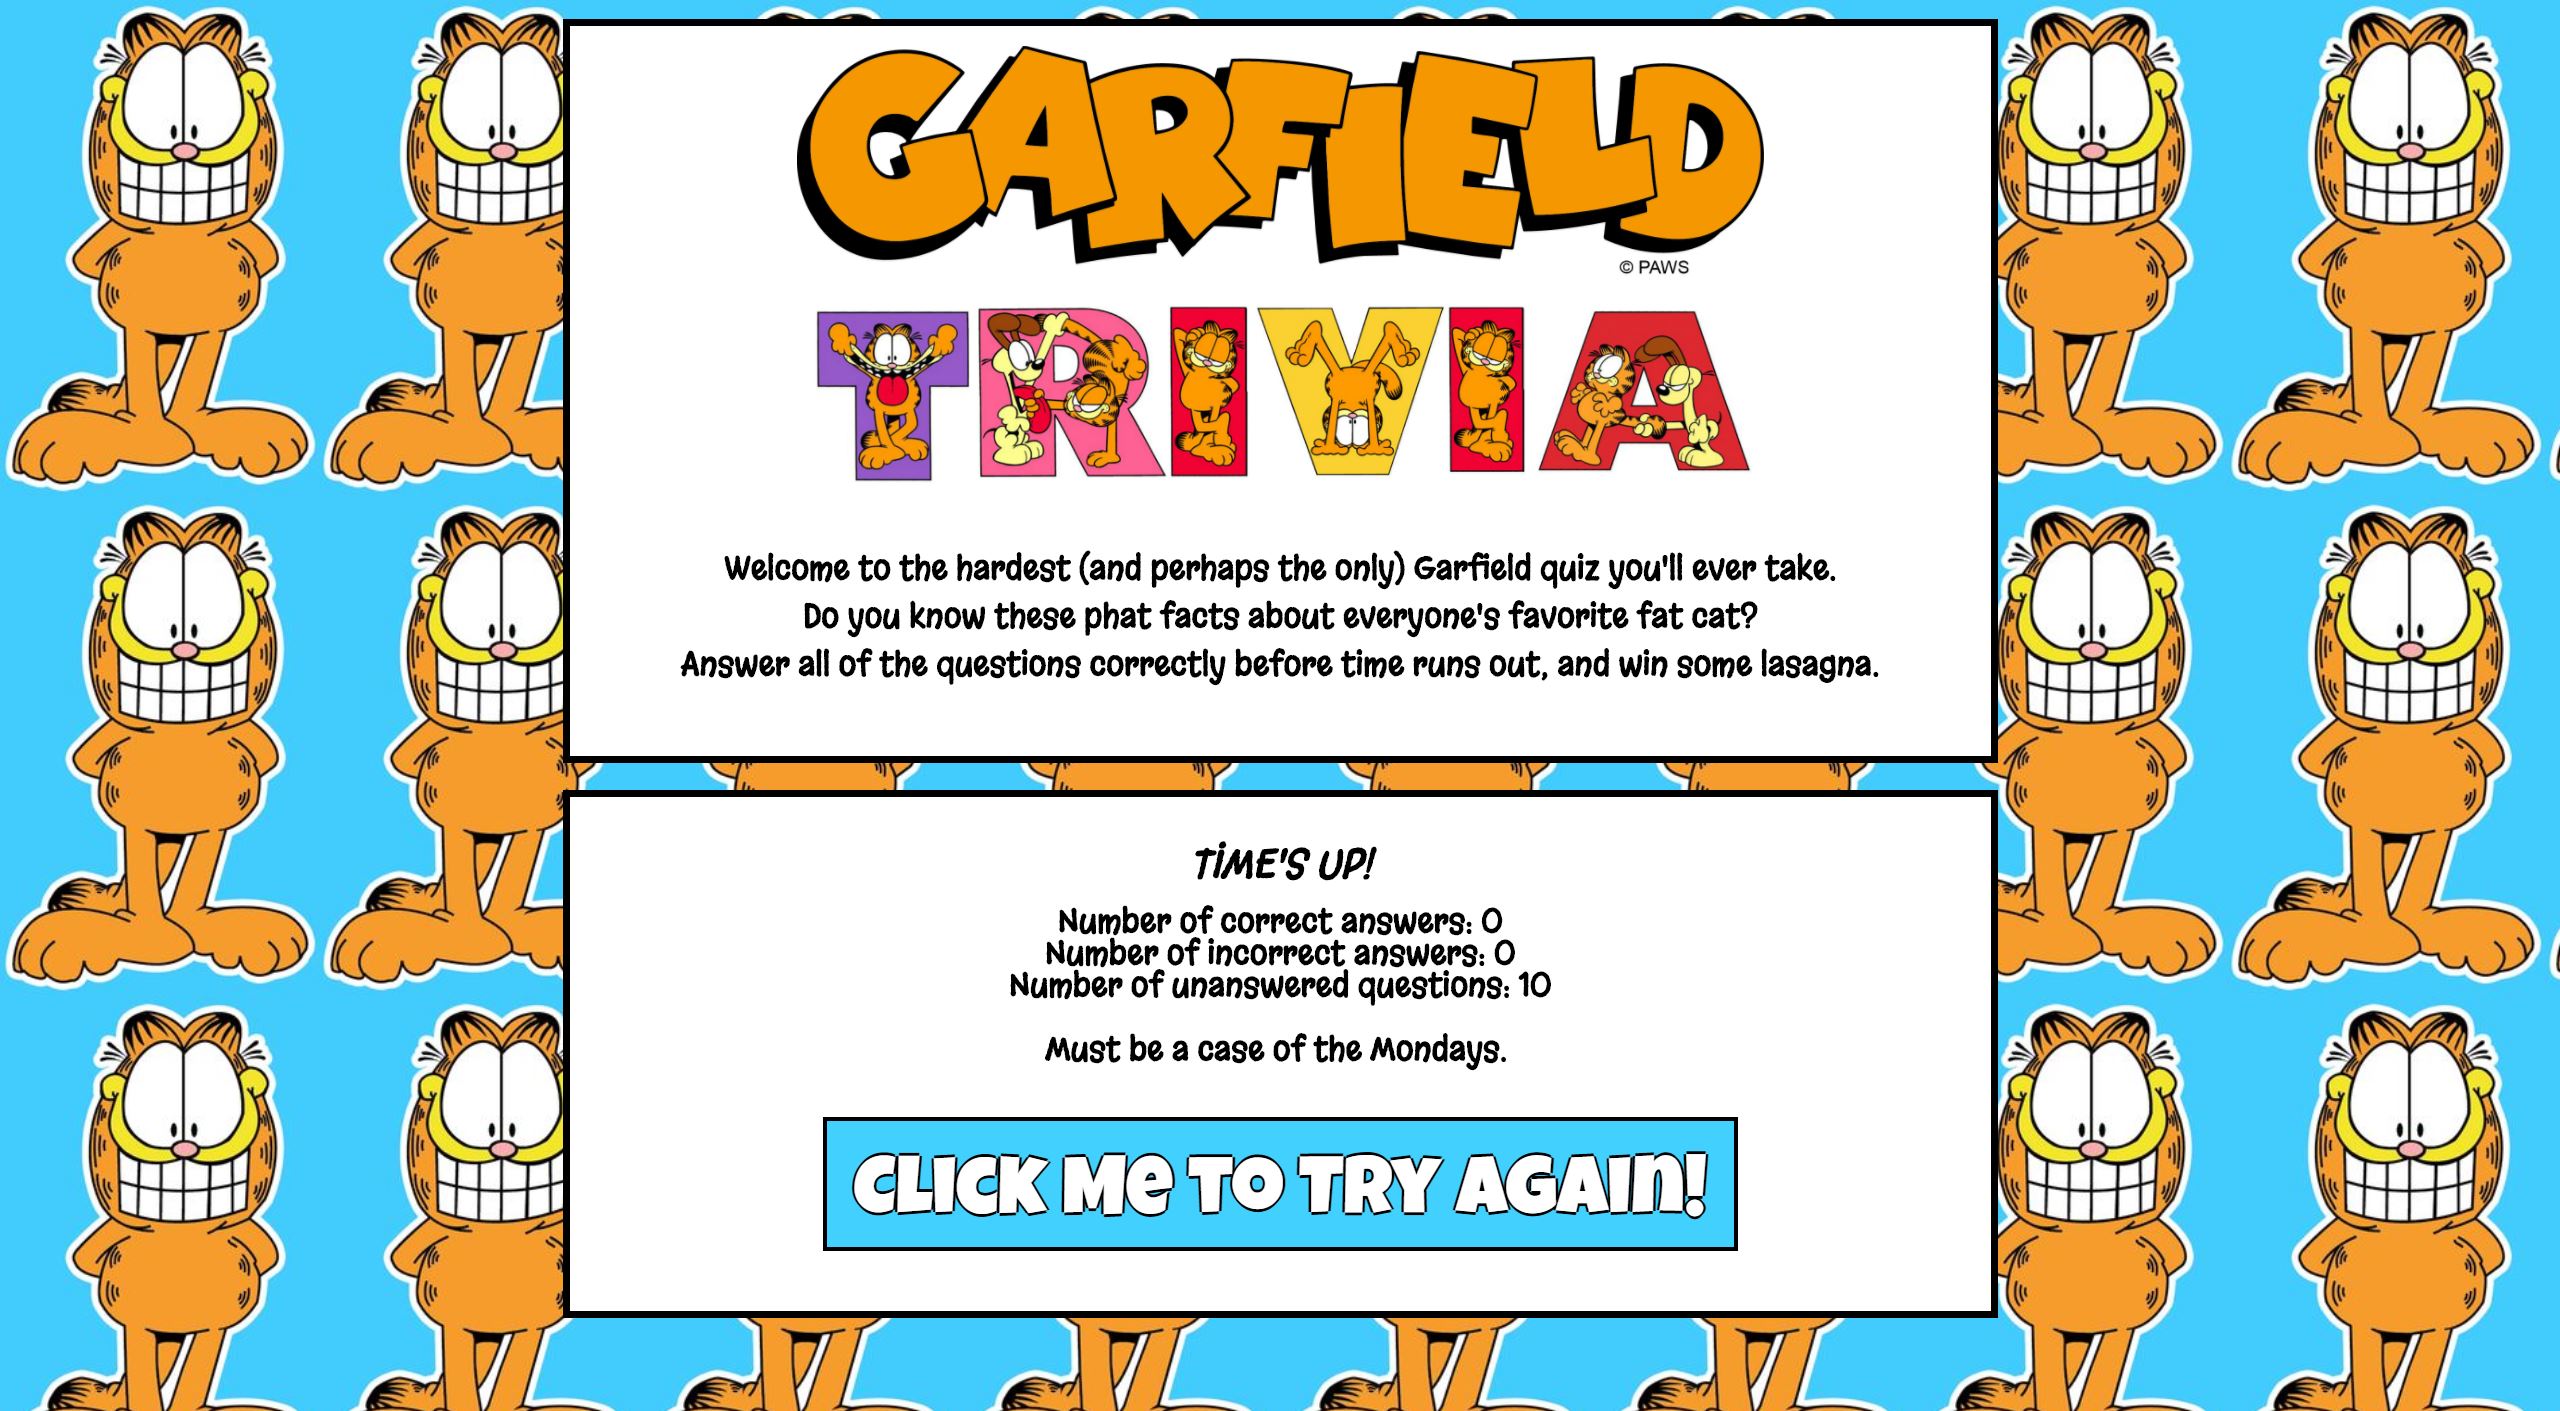 GARFIELD
© PAWS
TRIVIA
Welcome to the hardest (and perhaps the only) Garfield quiz you'll ever take.
Do you know these phat facts about everyone's favorite fat cat?
Answer all of the questions correctly before time runs out, and win some lasagna.
TIME'S UP!
Number of correct answers: 0
Number of incorrect answers: 0
Number of unanswered questions: 10
Must be a case of the Mondays.
CLICK Me TO TRY AGAIN!